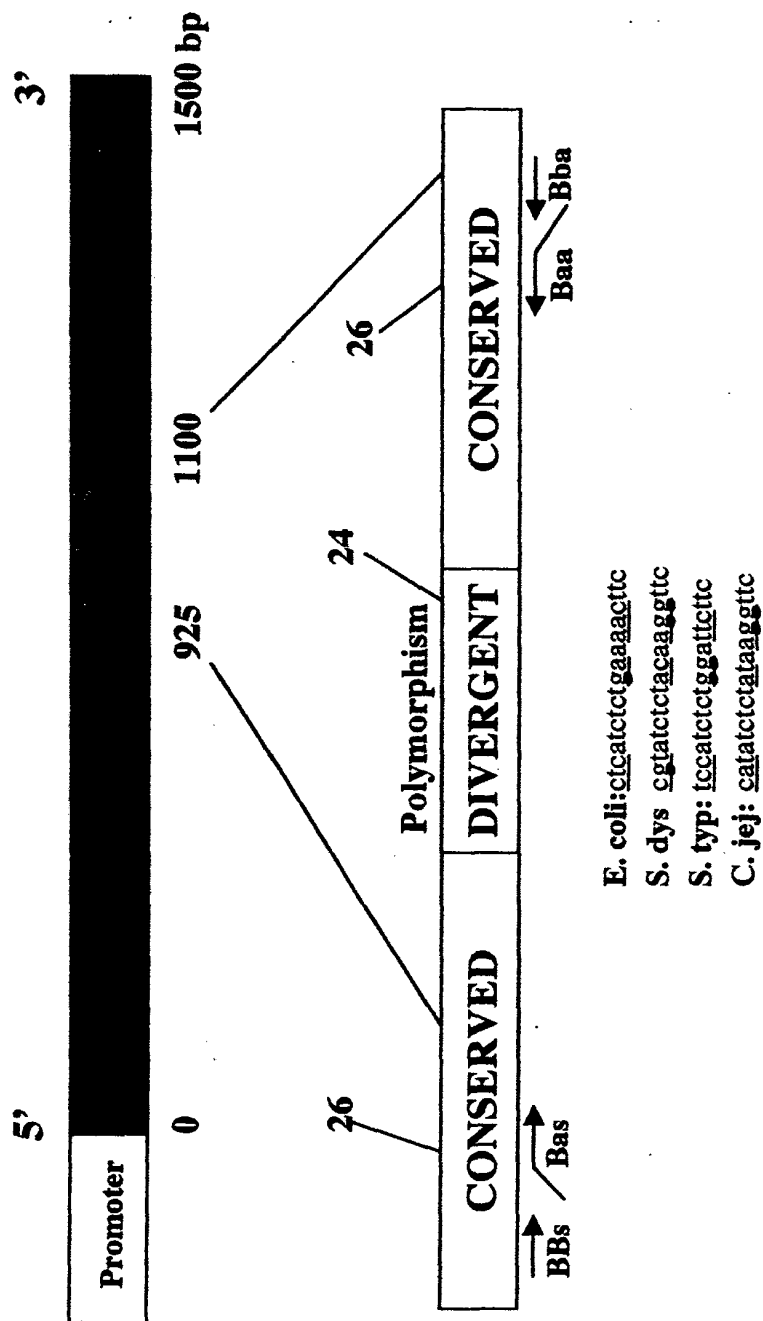 5’ 3’
Promoter
0 925 1100 1500 bp
26 24 26
Polymorphism
CONSERVED DIVERGENT CONSERVED
BBs Bas Baa Bba
E. coli:ctcatctctgaaaacttc
S. dys cgtatctctacaaggttc
S. typ: tccatctctggattcttc
C. jej: catatctctataaggttc